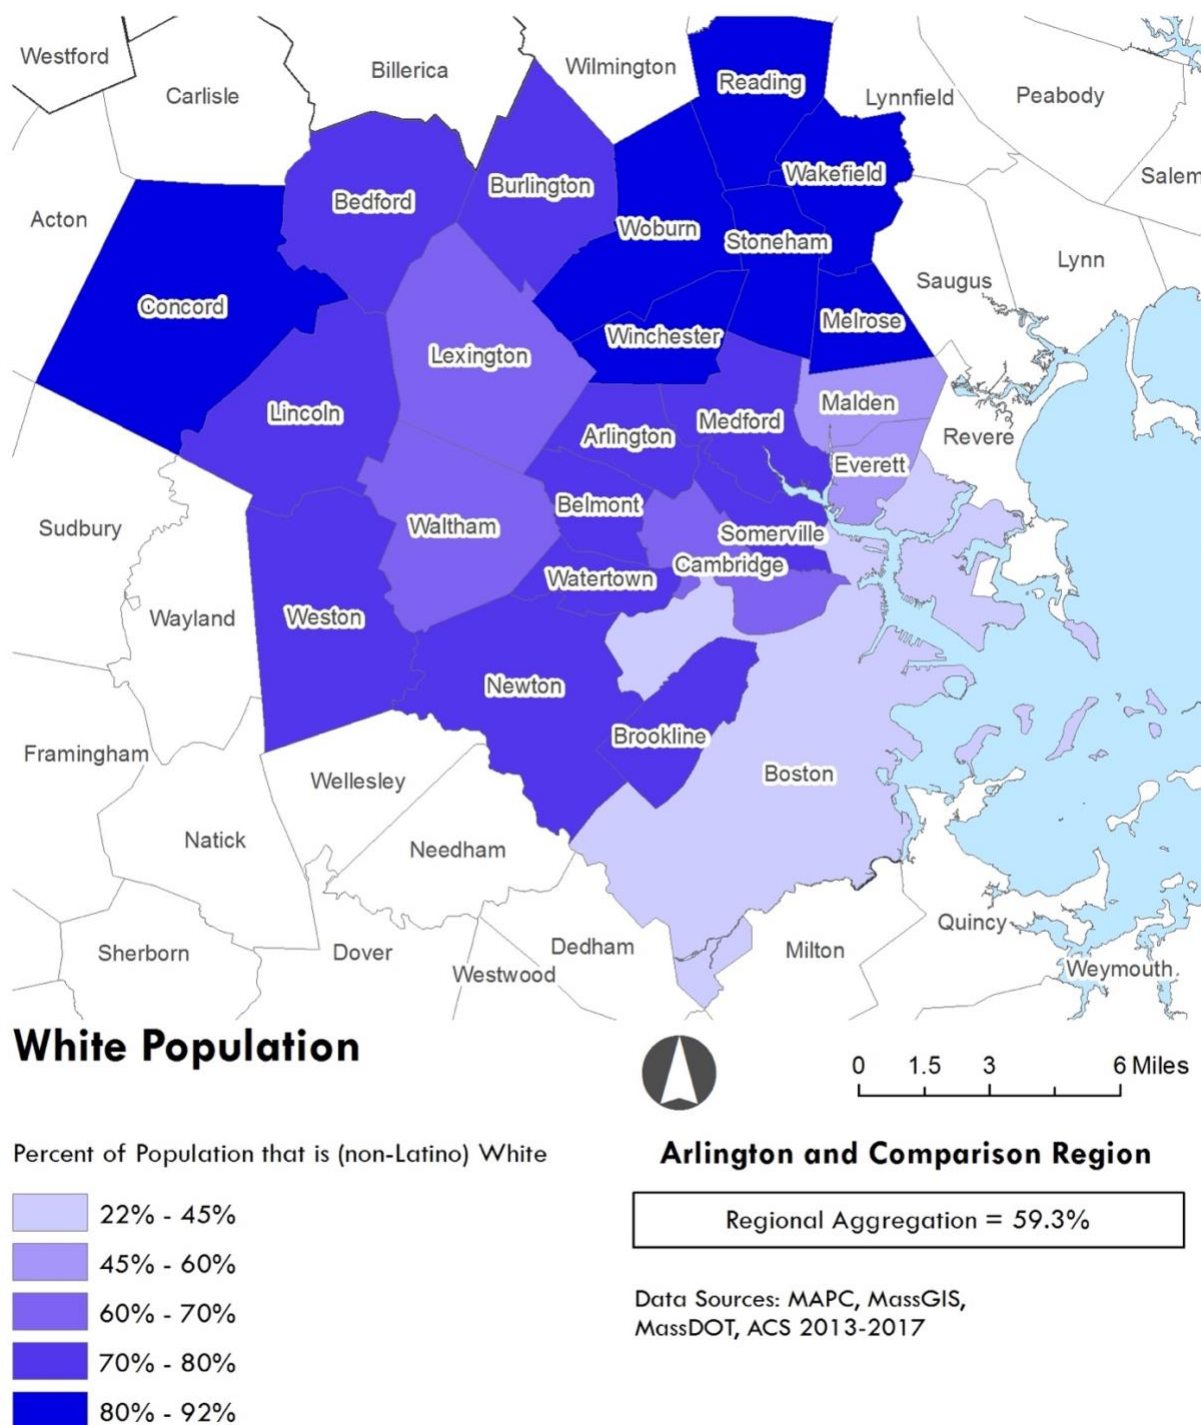 Westford
Carlisle
Billerica
Wilmington
Reading
Lynnfield
Peabody
Salem
Acton
Bedford
Burlington
Wakefield
Woburn
Stoneham
Saugus
Lynn
Concord
Lexington
Winchester
Melrose
Lincoln
Arlington
Medford
Malden
Revere
Everett
Sudbury
Waltham
Belmont
Somerville
Cambridge
Watertown
Wayland
Weston
Newton
Brookline
Boston
Framingham
Wellesley
Natick
Needham
Sherborn
Dover
Westwood
Dedham
Milton
Quincy
Weymouth
White Population
0 1.5 3 6 Miles
Percent of Population that is (non-Latino) White
22% - 45%
45% - 60%
60% - 70%
70% - 80%
80% - 92%
Arlington and Comparison Region
Regional Aggregation = 59.3%
Data Sources: MAPC, MassGIS,
MassDOT, ACS 2013-2017